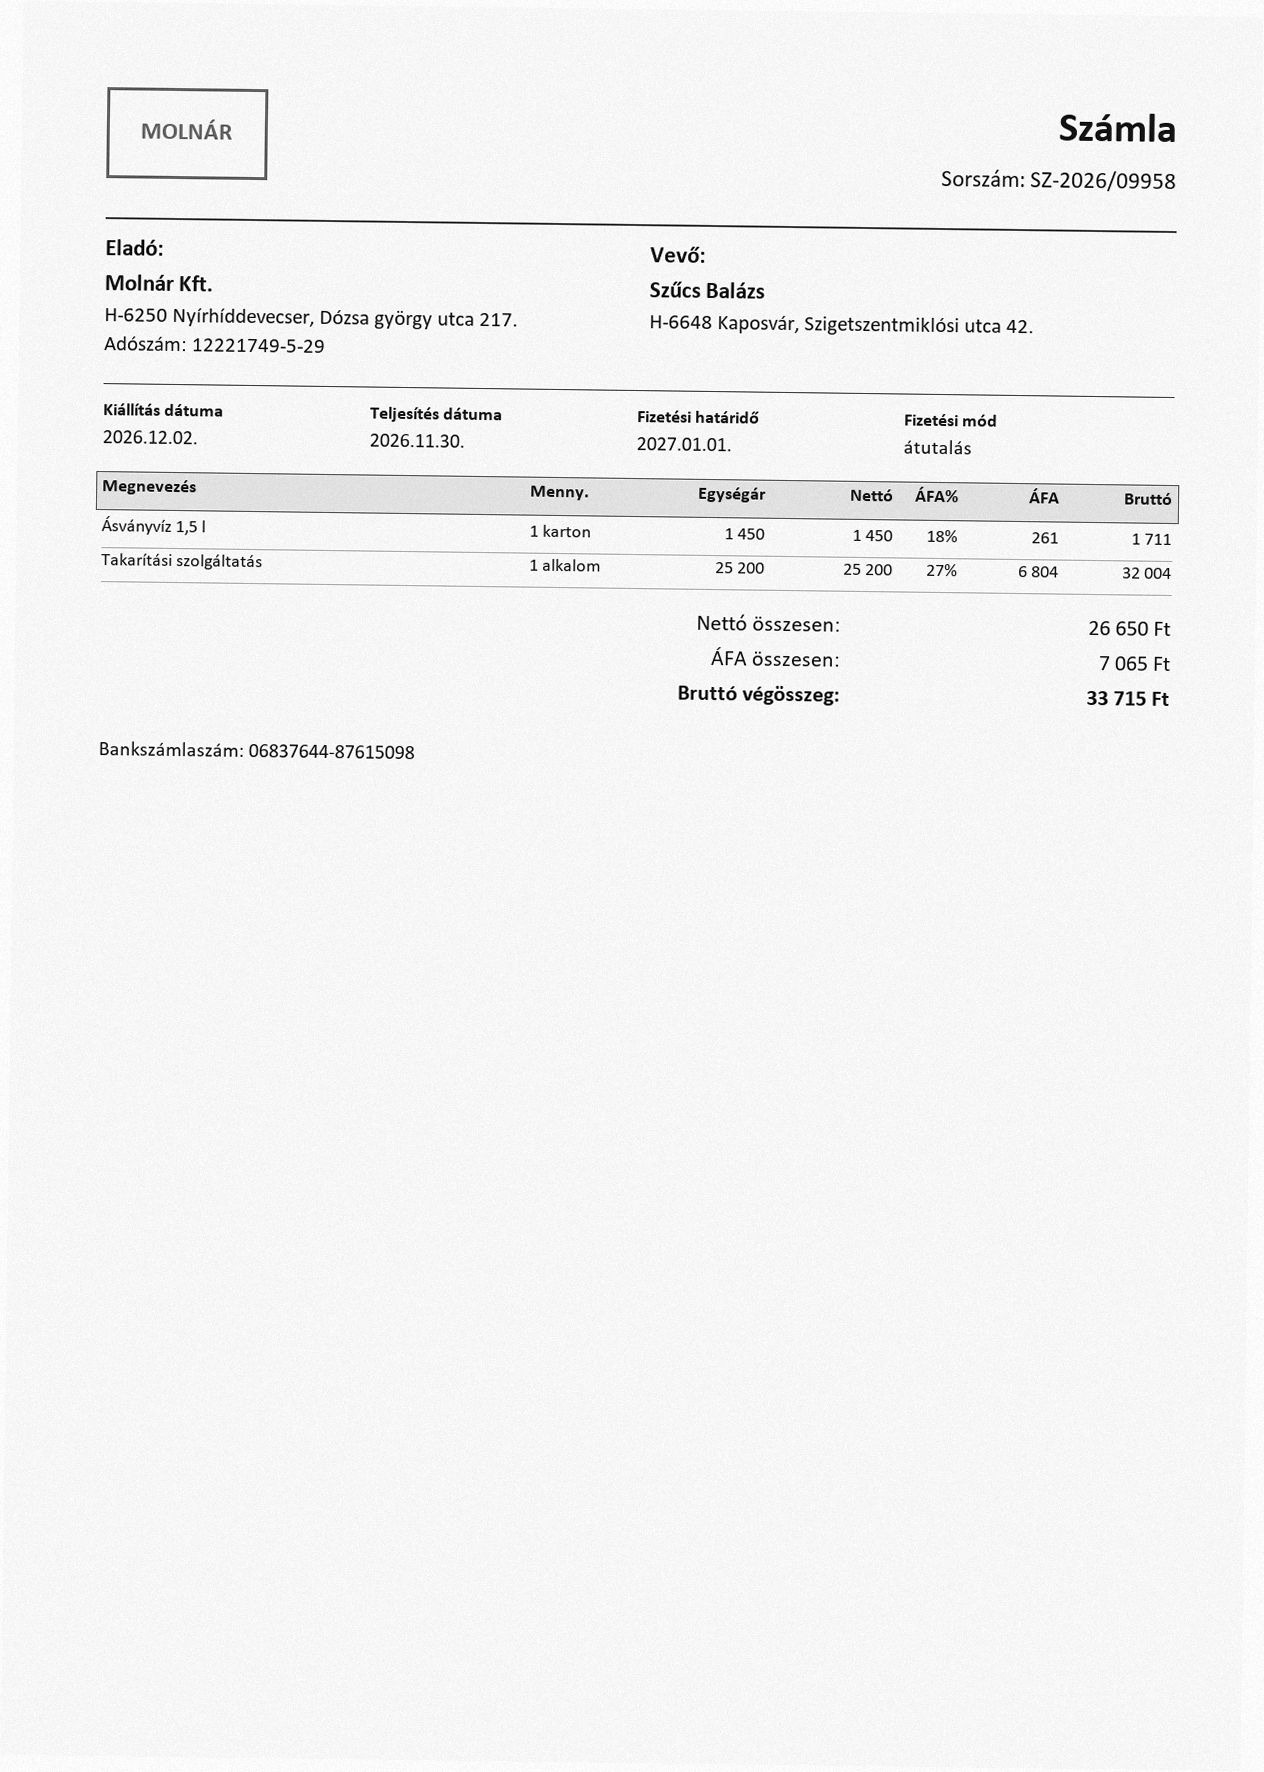 MOLNÁR
Számla
Sorszám: SZ-2026/09958
Eladó:
Molnár Kft.
H-6250 Nyírhíddevecser, Dózsa györgy utca 217.
Adószám: 12221749-5-29
Vevő:
Szűcs Balázs
H-6648 Kaposvár, Szigetszentmiklósi utca 42.
Kiállítás dátuma Teljesítés dátuma Fizetési határidő Fizetési mód
2026.12.02. 2026.11.30. 2027.01.01. átutalás
Megnevezés Menny. Egységár Nettó ÁFA% ÁFA Bruttó
Ásványvíz 1,5 l 1 karton 1 450 1 450 18% 261 1 711
Takarítási szolgáltatás 1 alkalom 25 200 25 200 27% 6 804 32 004
Nettó összesen: 26 650 Ft
ÁFA összesen: 7 065 Ft
Bruttó végösszeg: 33 715 Ft
Bankszámlaszám: 06837644-87615098